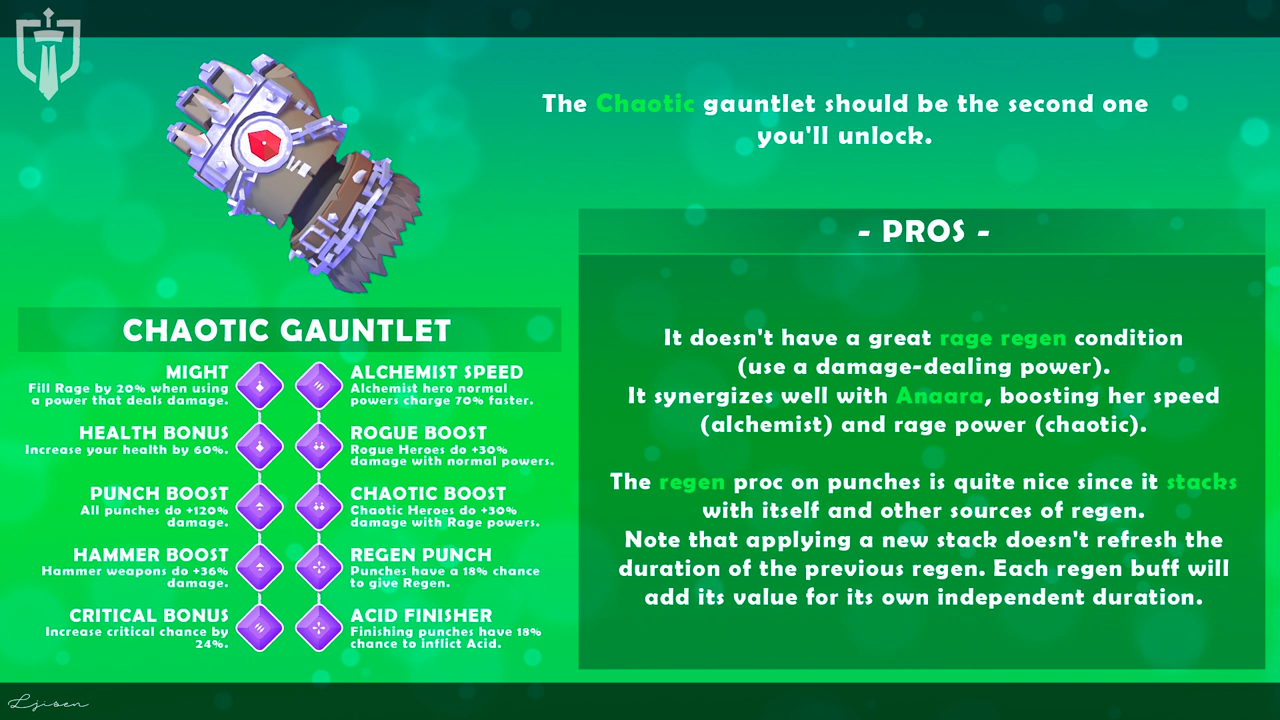 The Chaotic gauntlet should be the second one
you'll unlock.
CHAOTIC GAUNTLET
MIGHT
Fill Rage by 20% when using
a power that deals damage.
HEALTH BONUS
Increase your health by 60%.
PUNCH BOOST
All punches do +120%
damage.
HAMMER BOOST
Hammer weapons do +36%
damage.
CRITICAL BONUS
Increase critical chance by
24%.
ALCHEMIST SPEED
Alchemist hero normal
powers charge 70% faster.
ROGUE BOOST
Rogue Heroes do +30%
damage with normal powers.
CHAOTIC BOOST
Chaotic Heroes do +30%
damage with Rage powers.
REGEN PUNCH
Punches have a 18% chance
to give Regen.
ACID FINISHER
Finishing punches have 18%
chance to inflict Acid.
- PROS -
It doesn't have a great rage regen condition
(use a damage-dealing power).
It synergizes well with Anaara, boosting her speed
(alchemist) and rage power (chaotic).
The regen proc on punches is quite nice since it stacks
with itself and other sources of regen.
Note that applying a new stack doesn't refresh the
duration of the previous regen. Each regen buff will
add its value for its own independent duration.